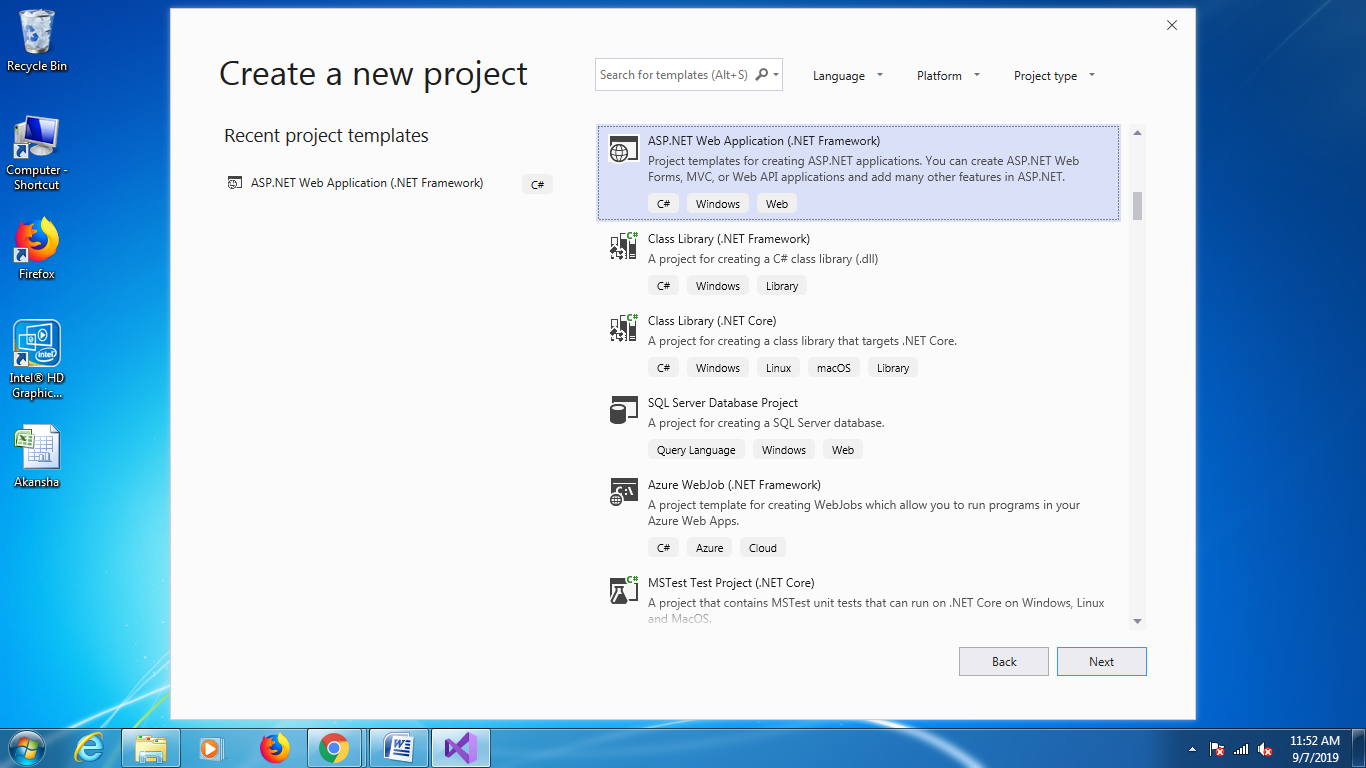 Recycle Bin
Computer -
Shortcut
Firefox
intel
Intel® HD
Graphic...
Akansha
Create a new project
Search for templates (Alt+S)
Language
Platform
Project type
Recent project templates
ASP.NET Web Application (.NET Framework)
C#
ASP.NET Web Application (.NET Framework)
Project templates for creating ASP.NET applications. You can create ASP.NET Web
Forms, MVC, or Web API applications and add many other features in ASP.NET.
C# Windows Web
C#
Class Library (.NET Framework)
A project for creating a C# class library (.dll)
C# Windows Library
C#
Class Library (.NET Core)
A project for creating a class library that targets .NET Core.
C# Windows Linux macOS Library
SQL Server Database Project
A project for creating a SQL Server database.
Query Language Windows Web
C:\
Azure WebJob (.NET Framework)
A project template for creating WebJobs which allow you to run programs in your
Azure Web Apps.
C# Azure Cloud
C#
MSTest Test Project (.NET Core)
A project that contains MSTest unit tests that can run on .NET Core on Windows, Linux
and MacOS.
Back
Next
11:52 AM
9/7/2019